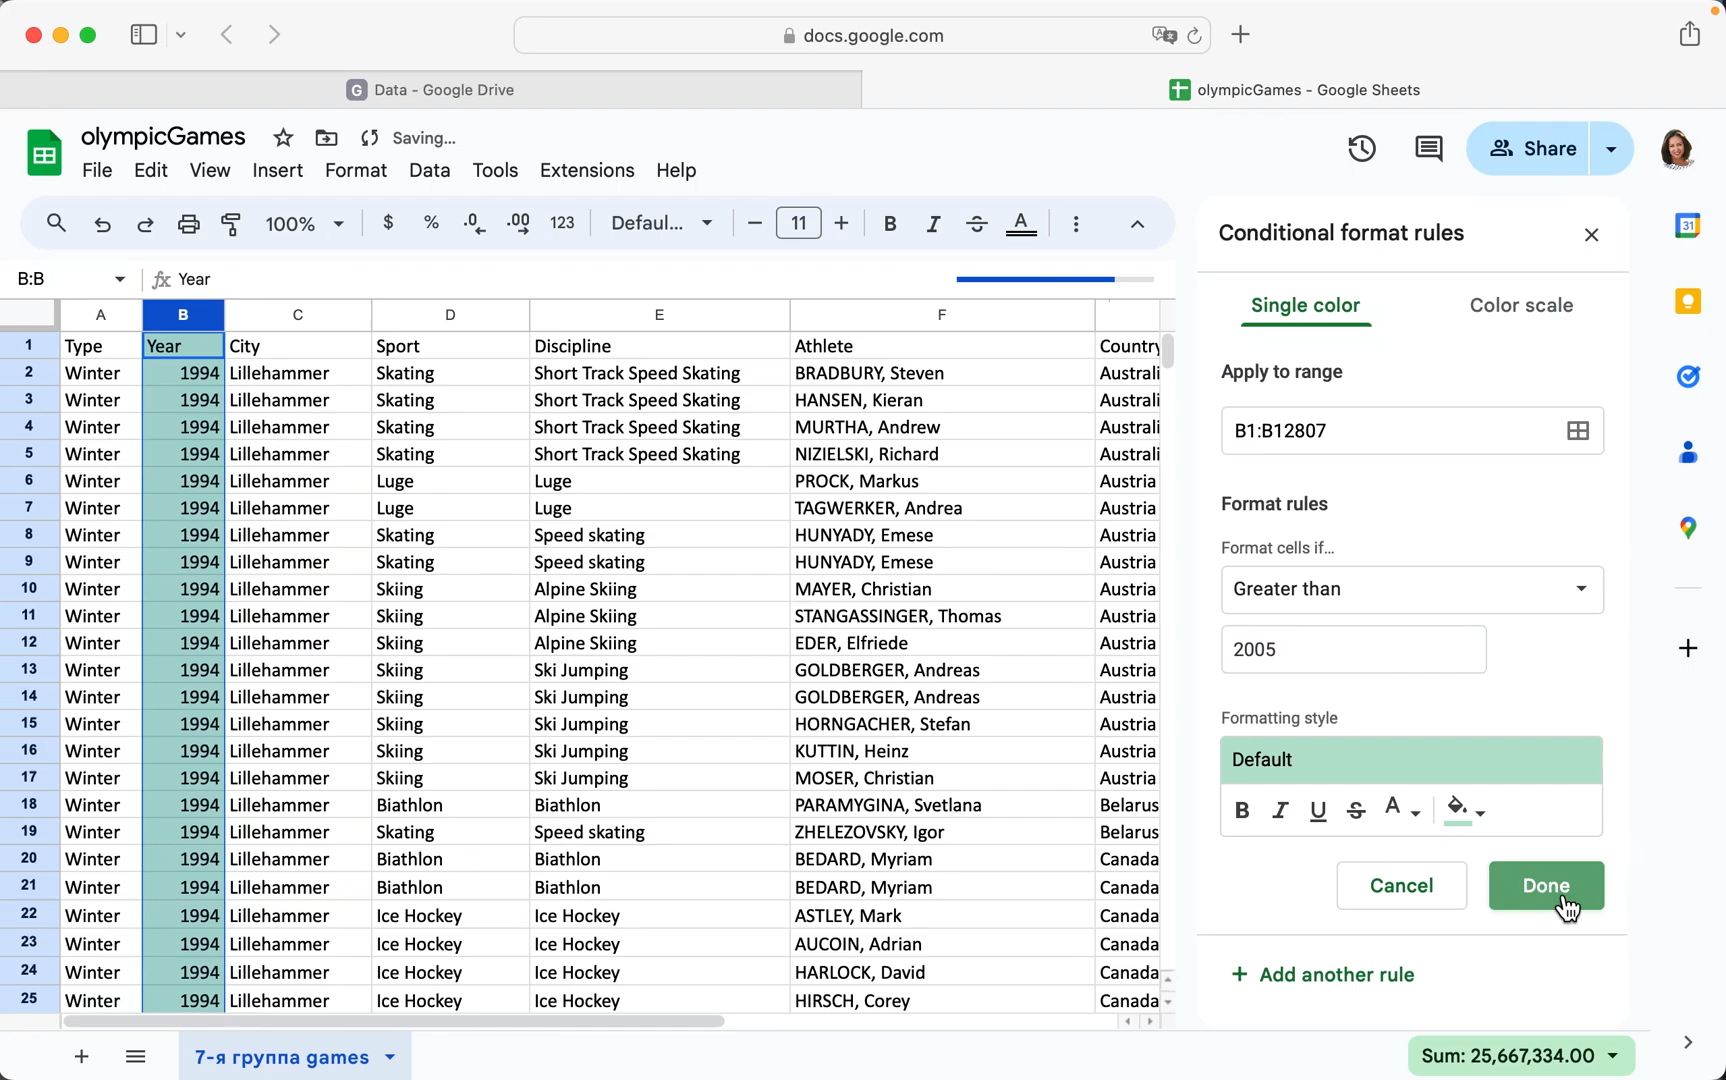 docs.google.com
G Data - Google Drive
olympicGames - Google Sheets
olympicGames Saving...
File Edit View Insert Format Data Tools Extensions Help
Share
100% $ % .0 .00 123 Defaul... 11 B I S A
B:B fx Year
A B C D E F
1 Type Year City Sport Discipline Athlete Country
2 Winter 1994 Lillehammer Skating Short Track Speed Skating BRADBURY, Steven Australi
3 Winter 1994 Lillehammer Skating Short Track Speed Skating HANSEN, Kieran Australi
4 Winter 1994 Lillehammer Skating Short Track Speed Skating MURTHA, Andrew Australi
5 Winter 1994 Lillehammer Skating Short Track Speed Skating NIZIELSKI, Richard Australi
6 Winter 1994 Lillehammer Luge Luge PROCK, Markus Austria
7 Winter 1994 Lillehammer Luge Luge TAGWERKER, Andrea Austria
8 Winter 1994 Lillehammer Skating Speed skating HUNYADY, Emese Austria
9 Winter 1994 Lillehammer Skating Speed skating HUNYADY, Emese Austria
10 Winter 1994 Lillehammer Skiing Alpine Skiing MAYER, Christian Austria
11 Winter 1994 Lillehammer Skiing Alpine Skiing STANGASSINGER, Thomas Austria
12 Winter 1994 Lillehammer Skiing Alpine Skiing EDER, Elfriede Austria
13 Winter 1994 Lillehammer Skiing Ski Jumping GOLDBERGER, Andreas Austria
14 Winter 1994 Lillehammer Skiing Ski Jumping GOLDBERGER, Andreas Austria
15 Winter 1994 Lillehammer Skiing Ski Jumping HORNGACHER, Stefan Austria
16 Winter 1994 Lillehammer Skiing Ski Jumping KUTTIN, Heinz Austria
17 Winter 1994 Lillehammer Skiing Ski Jumping MOSER, Christian Austria
18 Winter 1994 Lillehammer Biathlon Biathlon PARAMYGINA, Svetlana Belarus
19 Winter 1994 Lillehammer Skating Speed skating ZHELEZOVSKY, Igor Belarus
20 Winter 1994 Lillehammer Biathlon Biathlon BEDARD, Myriam Canada
21 Winter 1994 Lillehammer Biathlon Biathlon BEDARD, Myriam Canada
22 Winter 1994 Lillehammer Ice Hockey Ice Hockey ASTLEY, Mark Canada
23 Winter 1994 Lillehammer Ice Hockey Ice Hockey AUCOIN, Adrian Canada
24 Winter 1994 Lillehammer Ice Hockey Ice Hockey HARLOCK, David Canada
25 Winter 1994 Lillehammer Ice Hockey Ice Hockey HIRSCH, Corey Canada
Conditional format rules
Single color Color scale
Apply to range
B1:B12807
Format rules
Format cells if...
Greater than
2005
Formatting style
Default
B I U S A
Cancel Done
+ Add another rule
31
7-я группа games
Sum: 25,667,334.00